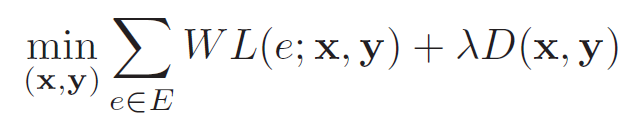 min ∑ WL(e; x, y) + λD(x, y)
(x,y) e∈E